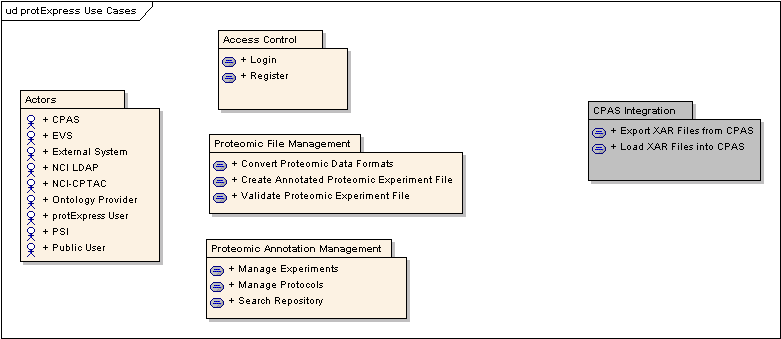 ud protExpress Use Cases
Access Control
+ Login
+ Register
Actors
+ CPAS
+ EVS
+ External System
+ NCI LDAP
+ NCI-CPTAC
+ Ontology Provider
+ protExpress User
+ PSI
+ Public User
Proteomic File Management
+ Convert Proteomic Data Formats
+ Create Annotated Proteomic Experiment File
+ Validate Proteomic Experiment File
Proteomic Annotation Management
+ Manage Experiments
+ Manage Protocols
+ Search Repository
CPAS Integration
+ Export XAR Files from CPAS
+ Load XAR Files into CPAS